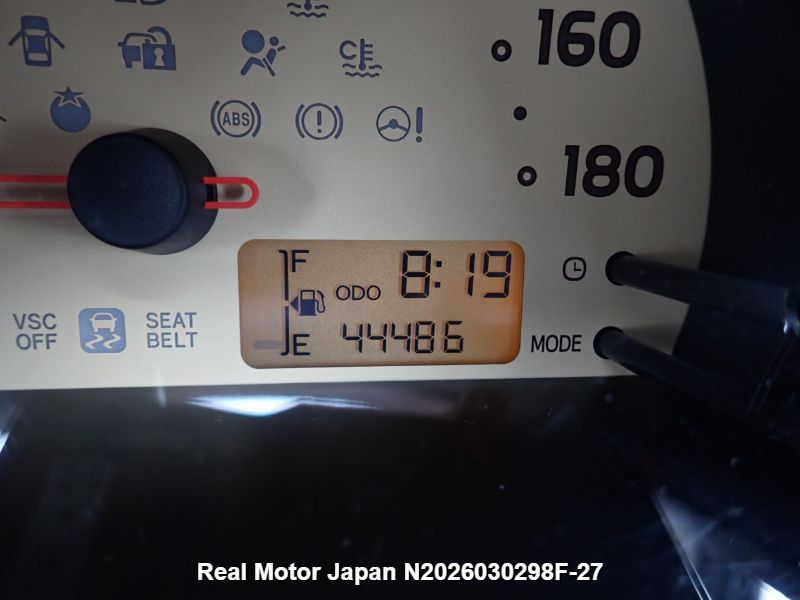 160
180
ABS
C
F
8:19
ODO
44486
E
VSC
OFF
SEAT
BELT
MODE
Real Motor Japan N2026030298F-27